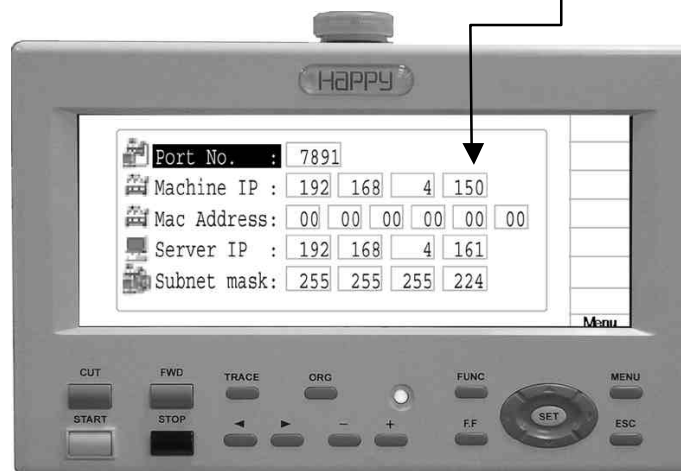 HAPPY
Port No. : 7891
Machine IP : 192 168 4 150
Mac Address: 00 00 00 00 00 00
Server IP : 192 168 4 161
Subnet mask: 255 255 255 224
Menu
CUT FWD TRACE ORG FUNC MENU
START STOP ◄ ► − + F.F SET ESC